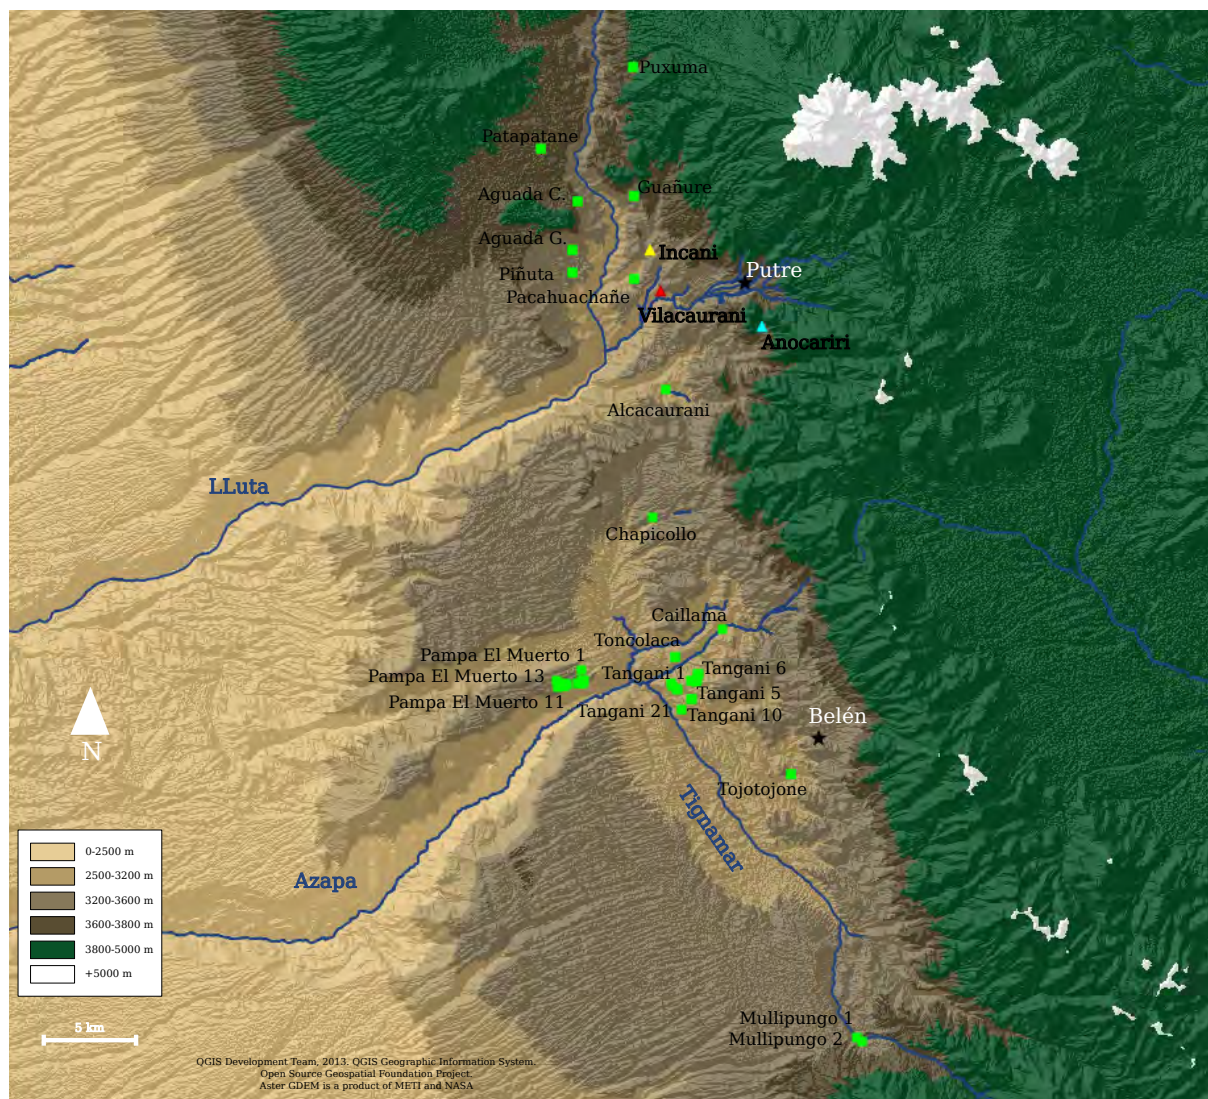 Puxuma
Patapatane
Guañure
Aguada C.
Aguada G.
Incani
Putre
Piñuta
Pacahuachañe
Vilacaurani
Anocariri
Alcacaurani
LLuta
Chapicollo
Caillama
Toncolaca
Pampa El Muerto 1
Tangani 6
Pampa El Muerto 13
Tangani 1
Tangani 5
Pampa El Muerto 11
Tangani 21
Tangani 10
Belén
N
Tojotojone
Tignamar
Azapa
0-2500 m
2500-3200 m
3200-3600 m
3600-3800 m
3800-5000 m
+5000 m
Mullipungo 1
Mullipungo 2
5 km
QGIS Development Team, 2013. QGIS Geographic Information System.
Open Source Geospatial Foundation Project.
Aster GDEM is a product of METI and NASA